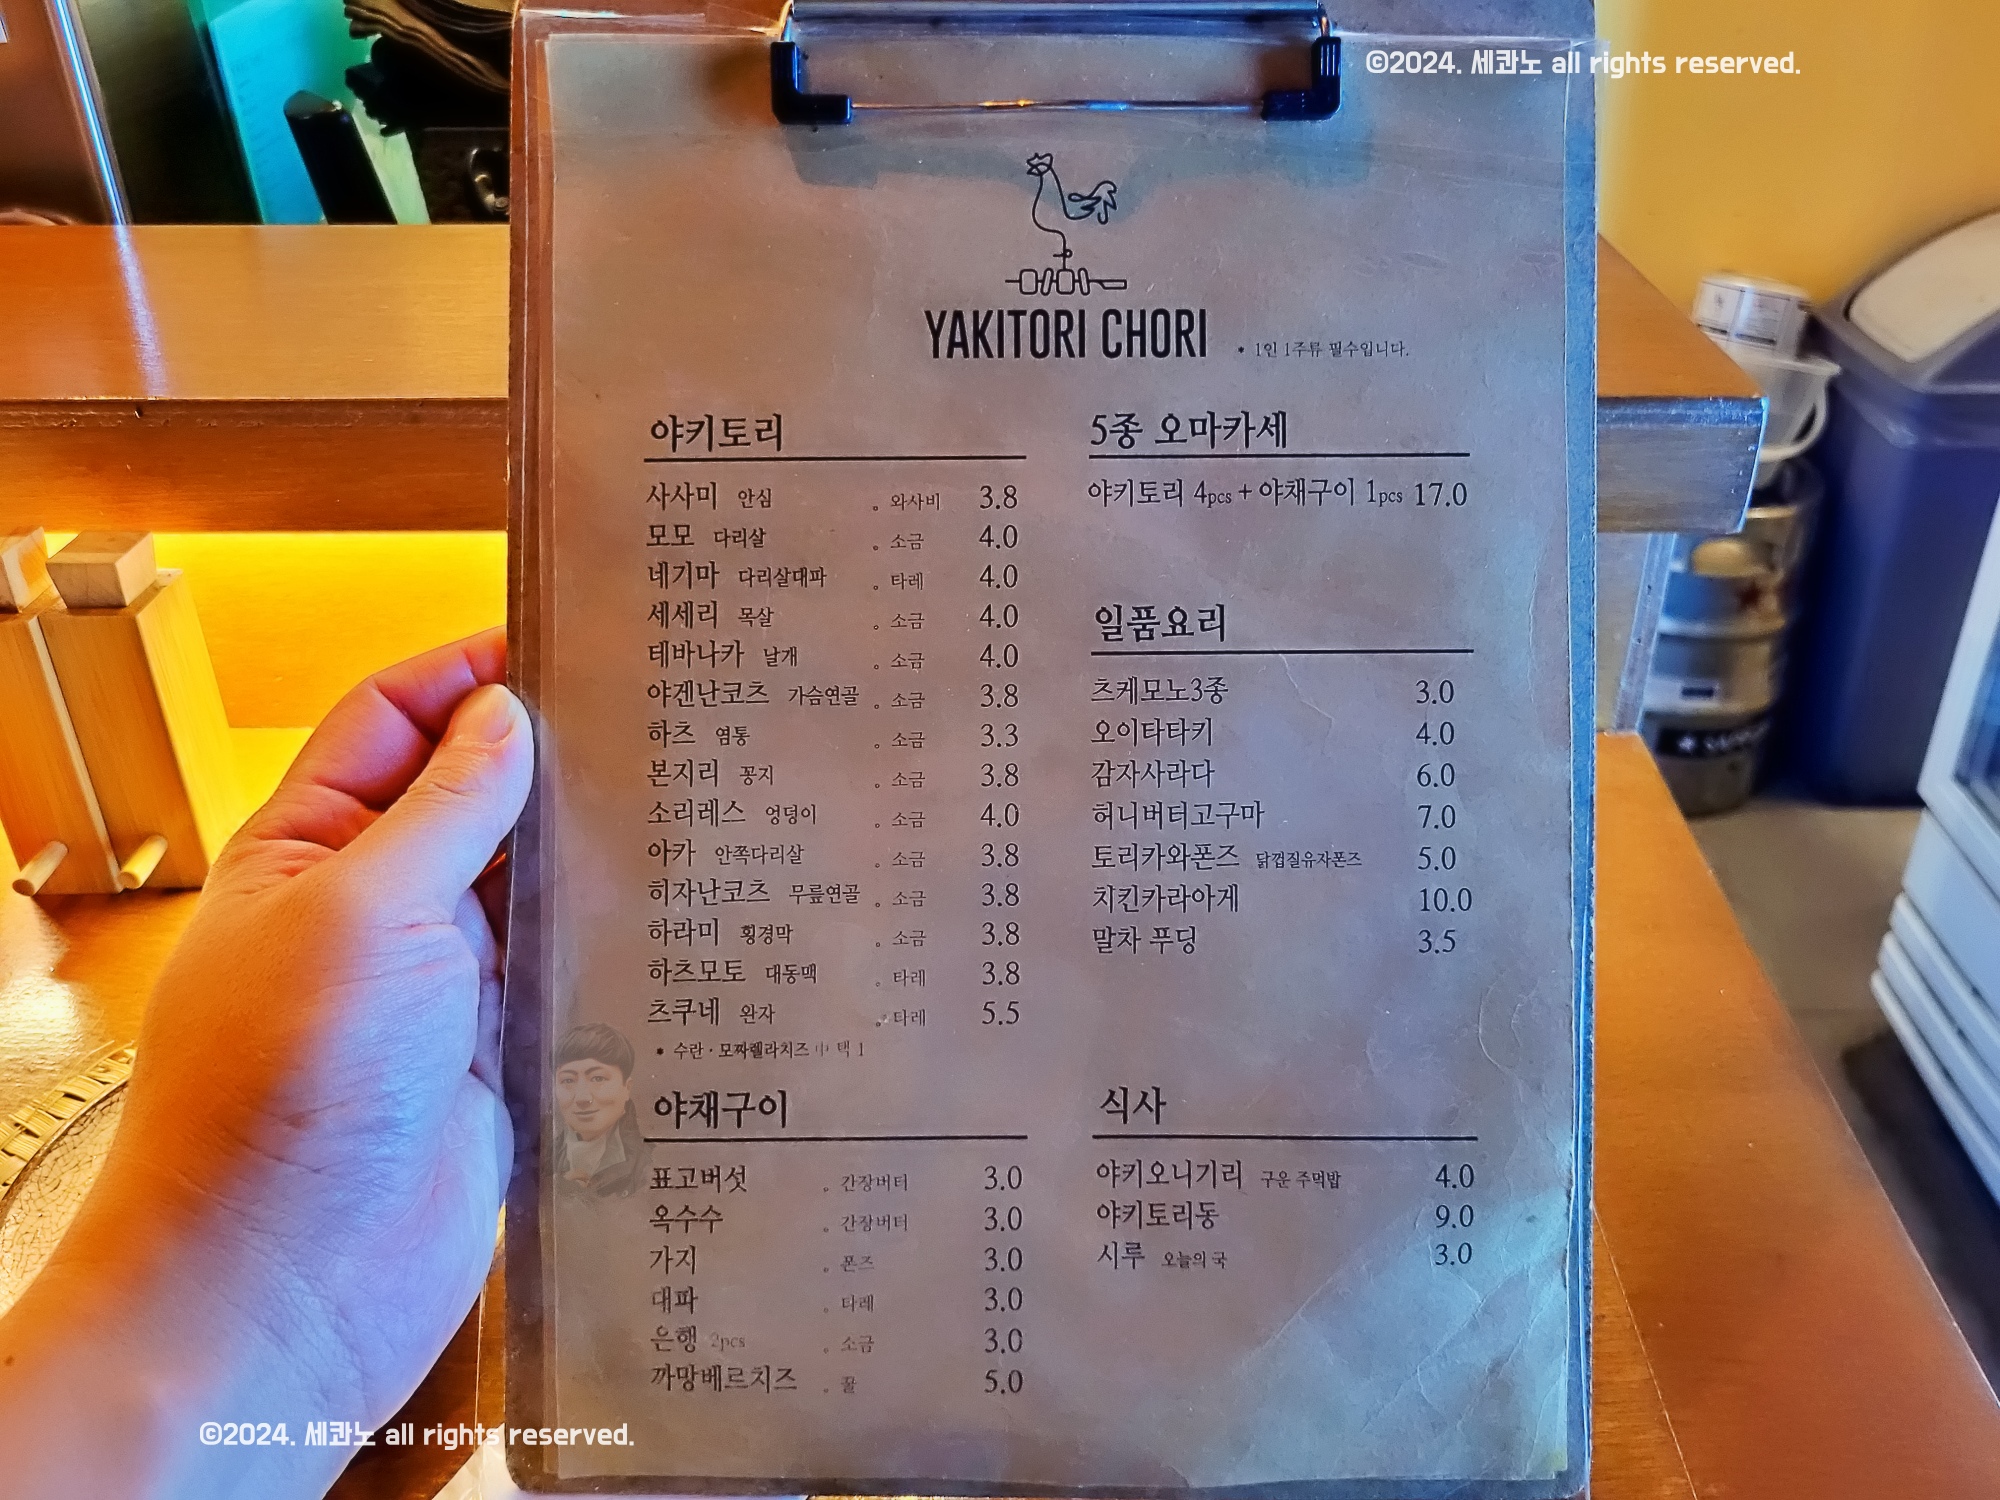 ©2024. 세콰노 all rights reserved.
YAKITORI CHORI
* 1인 1주류 필수입니다.
야키토리
사사미 안심 。와사비 3.8
모모 다리살 。소금 4.0
네기마 다리살대파 。타레 4.0
세세리 목살 。소금 4.0
테바나카 날개 。소금 4.0
야겐난코츠 가슴연골 。소금 3.8
하츠 염통 。소금 3.3
본지리 꽁지 。소금 3.8
소리레스 엉덩이 。소금 4.0
아카 안쪽다리살 。소금 3.8
히자난코츠 무릎연골 。소금 3.8
하라미 횡경막 。소금 3.8
하츠모토 대동맥 。타레 3.8
츠쿠네 완자 。타레 5.5
* 수란 · 모짜렐라치즈 中 택 1
야채구이
표고버섯 。간장버터 3.0
옥수수 。간장버터 3.0
가지 。폰즈 3.0
대파 。타레 3.0
은행 2pcs 。소금 3.0
까망베르치즈 。꿀 5.0
5종 오마카세
야키토리 4pcs + 야채구이 1pcs 17.0
일품요리
츠케모노3종 3.0
오이타타키 4.0
감자사라다 6.0
허니버터고구마 7.0
토리카와폰즈 닭껍질유자폰즈 5.0
치킨카라아게 10.0
말차 푸딩 3.5
식사
야키오니기리 구운 주먹밥 4.0
야키토리동 9.0
시루 오늘의 국 3.0
©2024. 세콰노 all rights reserved.